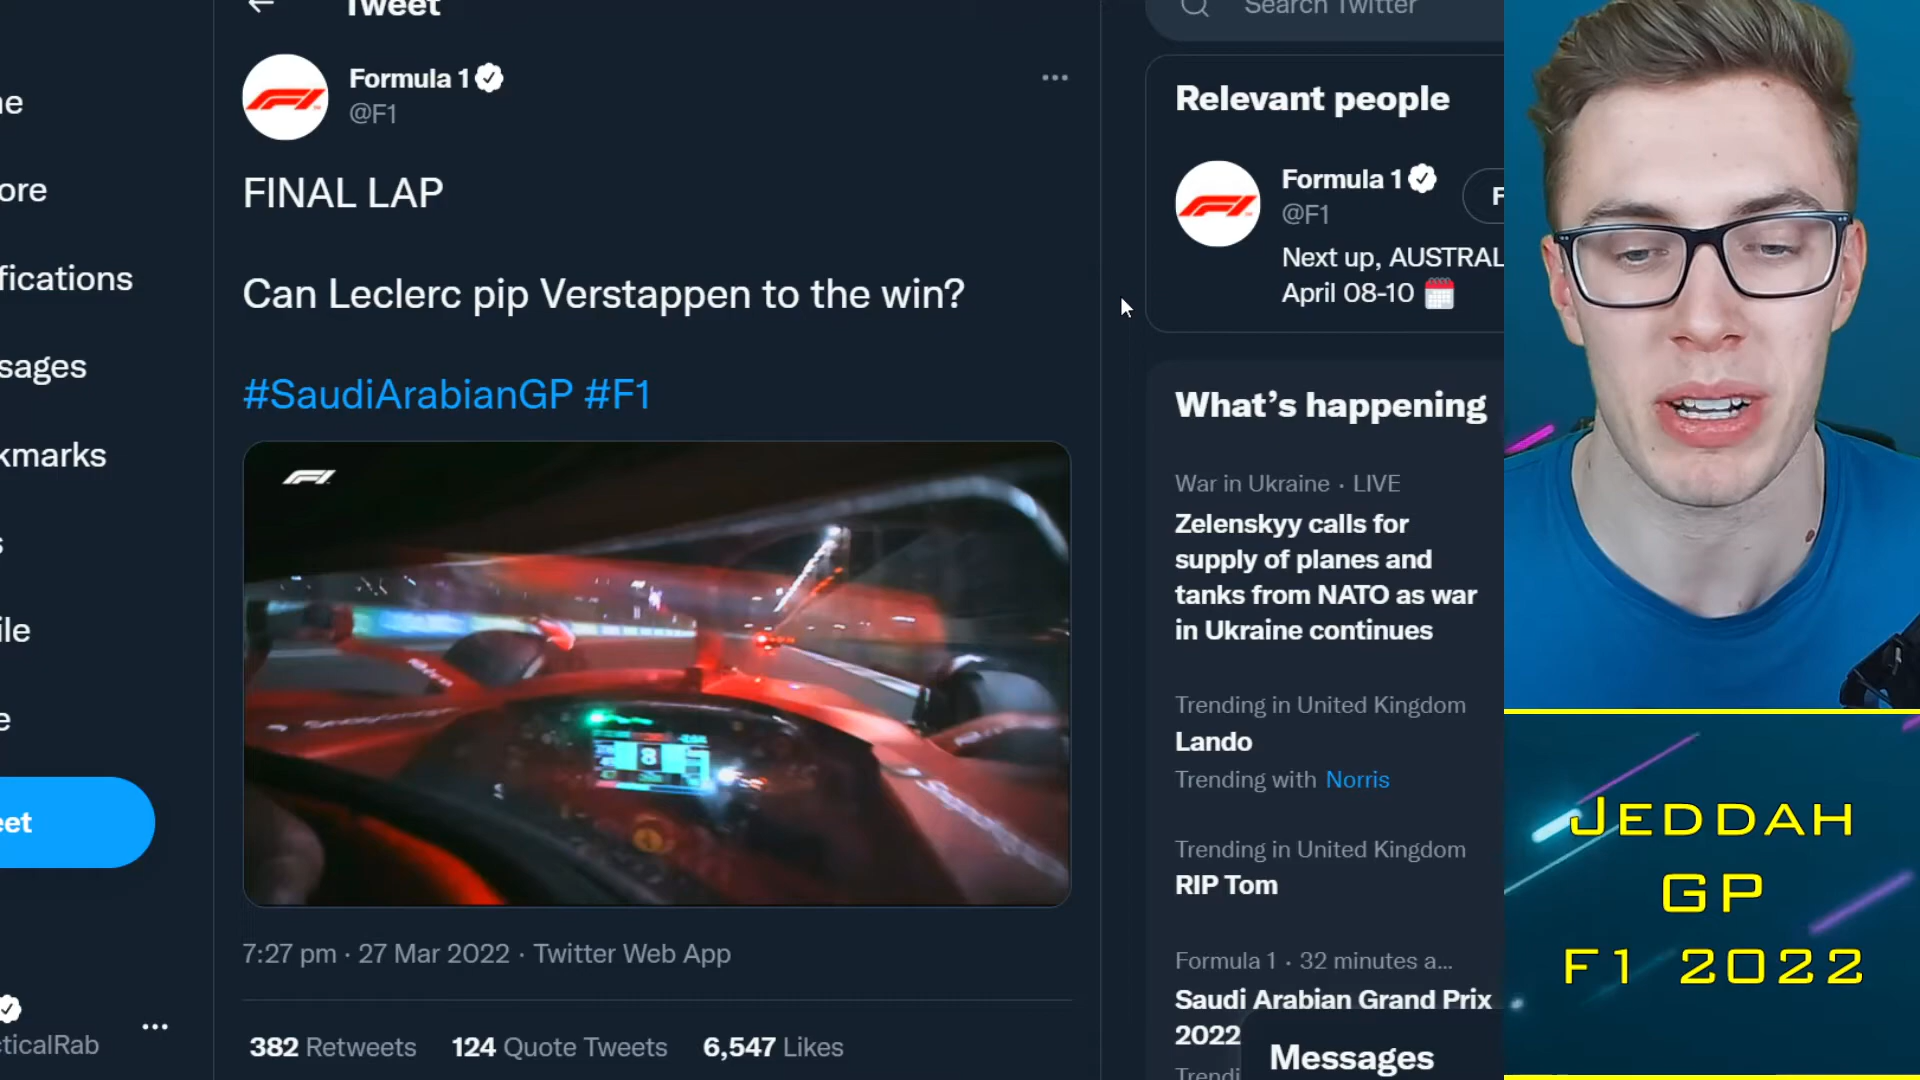 Tweet
Search Twitter
Formula 1
@F1
FINAL LAP
Can Leclerc pip Verstappen to the win?
#SaudiArabianGP #F1
F1
8
7:27 pm · 27 Mar 2022 · Twitter Web App
382 Retweets 124 Quote Tweets 6,547 Likes
ore
fications
sages
kmarks
ile
e
eet
cticalRab
Relevant people
Formula 1
@F1
F
Next up, AUSTRAL
April 08-10
What's happening
War in Ukraine · LIVE
Zelenskyy calls for
supply of planes and
tanks from NATO as war
in Ukraine continues
Trending in United Kingdom
Lando
Trending with Norris
Trending in United Kingdom
RIP Tom
Formula 1 · 32 minutes a...
Saudi Arabian Grand Prix
2022
Trendi
Messages
JEDDAH
GP
F1 2022